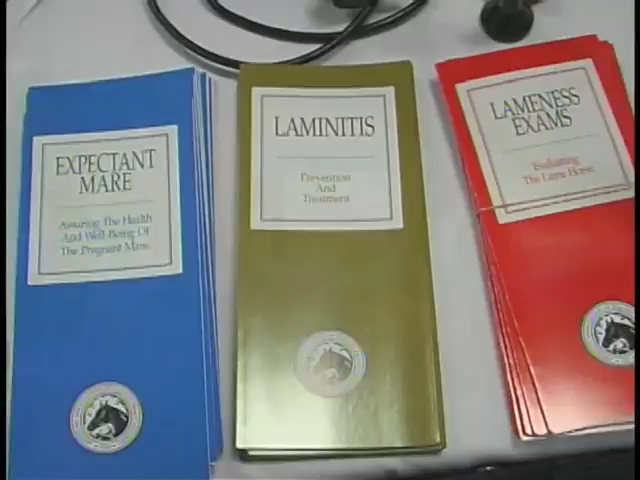 EXPECTANT
MARE
Assuring The Health
And Well-Being Of
The Pregnant Mare
LAMINITIS
Prevention
And
Treatment
LAMENESS
EXAMS
Evaluating
The Lame Horse